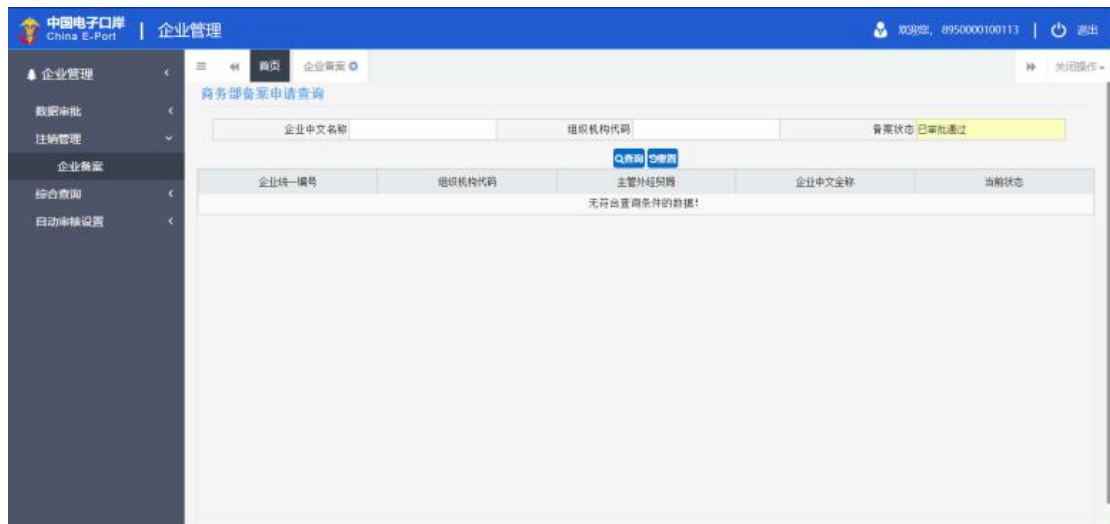 中国电子口岸
China E-Port
企业管理
欢迎您，8950000100113
退出
企业管理
首页
企业备案
关闭操作
商务部备案申请查询
数据审批
企业中文名称
组织机构代码
备案状态 已审批通过
注销管理
查询 重置
企业备案
企业统一编号
组织机构代码
主管外经贸局
企业中文全称
当前状态
综合查询
无符合查询条件的数据！
自动审核设置